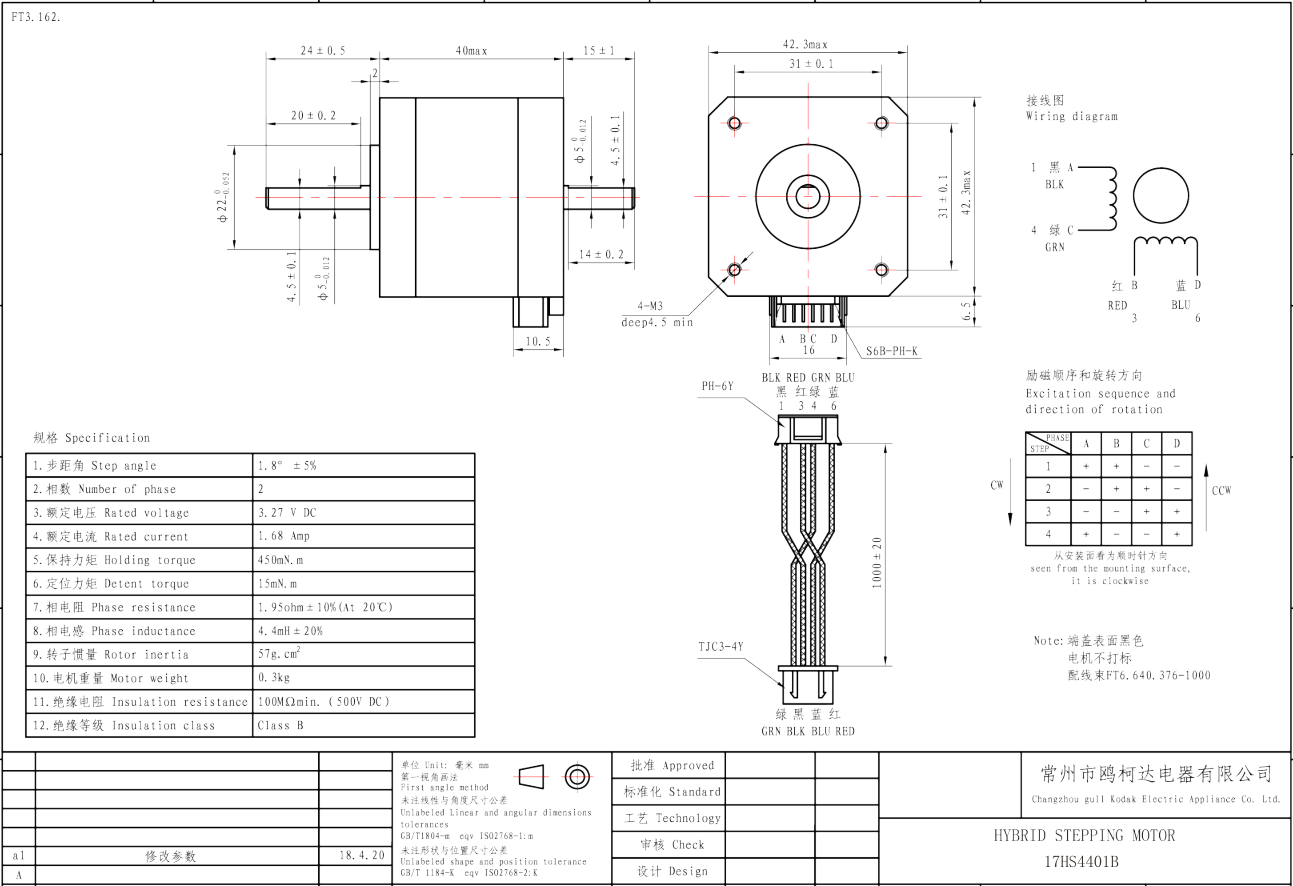 FT3.162.
24±0.5
40max
15±1
2
20±0.2
φ22 0 -0.052
4.5±0.1
φ5 0 -0.012
φ5 0 -0.012
4.5±0.1
14±0.2
10.5
42.3max
31±0.1
31±0.1
42.3max
6.5
4-M3
deep4.5 min
A B C D
16
S6B-PH-K
BLK RED GRN BLU
黑 红 绿 蓝
1 3 4 6
PH-6Y
1000±20
TJC3-4Y
绿 黑 蓝 红
GRN BLK BLU RED
接线图
Wiring diagram
1 黑 A
BLK
4 绿 C
GRN
红 B 蓝 D
RED BLU
3 6
励磁顺序和旋转方向
Excitation sequence and
direction of rotation
PHASE A B C D
STEP
1 + + − −
2 − + + −
3 − − + +
4 + − − +
CW
CCW
从安装面看为顺时针方向
seen from the mounting surface,
it is clockwise
Note: 端盖表面黑色
电机不打标
配线束FT6.640.376-1000
规格 Specification
1.步距角 Step angle 1.8° ±5%
2.相数 Number of phase 2
3.额定电压 Rated voltage 3.27 V DC
4.额定电流 Rated current 1.68 Amp
5.保持力矩 Holding torque 450mN.m
6.定位力矩 Detent torque 15mN.m
7.相电阻 Phase resistance 1.95ohm±10%(At 20℃)
8.相电感 Phase inductance 4.4mH±20%
9.转子惯量 Rotor inertia 57g.cm²
10.电机重量 Motor weight 0.3kg
11.绝缘电阻 Insulation resistance 100MΩmin.(500V DC)
12.绝缘等级 Insulation class Class B
a1 修改参数 18.4.20
A
单位 Unit: 毫米 mm
第一视角画法
First angle method
未注线性与角度尺寸公差
Unlabeled Linear and angular dimensions
tolerances
GB/T1804-m eqv ISO2768-1:m
未注形状与位置尺寸公差
Unlabeled shape and position tolerance
GB/T 1184-K eqv ISO2768-2:K
批准 Approved
标准化 Standard
工艺 Technology
审核 Check
设计 Design
常州市鸥柯达电器有限公司
Changzhou gull Kodak Electric Appliance Co. Ltd.
HYBRID STEPPING MOTOR
17HS4401B